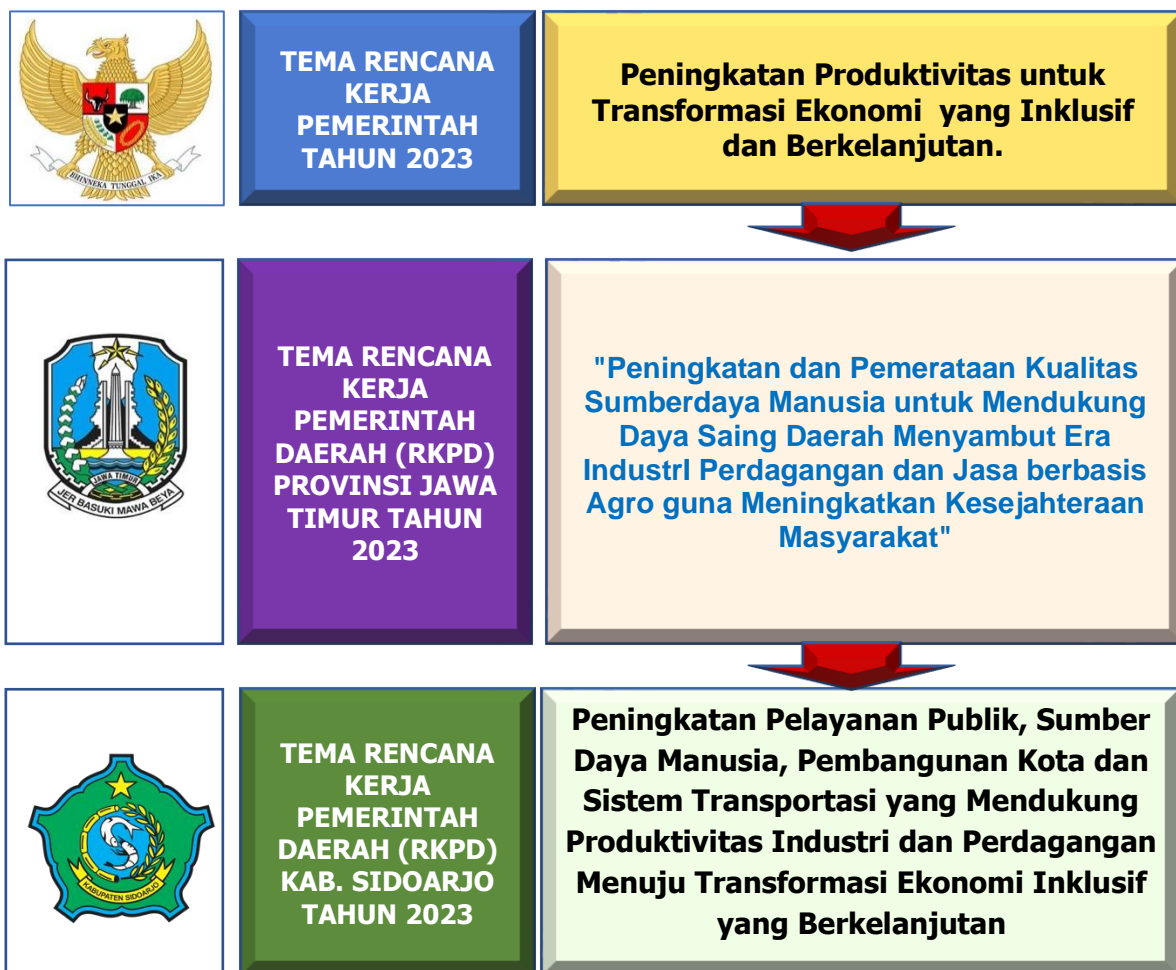 BHINNEKA TUNGGAL IKA
TEMA RENCANA
KERJA
PEMERINTAH
TAHUN 2023
Peningkatan Produktivitas untuk
Transformasi Ekonomi yang Inklusif
dan Berkelanjutan.
JAWA TIMUR
JER BASUKI MAWA BEYA
TEMA RENCANA
KERJA
PEMERINTAH
DAERAH (RKPD)
PROVINSI JAWA
TIMUR TAHUN
2023
"Peningkatan dan Pemerataan Kualitas
Sumberdaya Manusia untuk Mendukung
Daya Saing Daerah Menyambut Era
IndustrI Perdagangan dan Jasa berbasis
Agro guna Meningkatkan Kesejahteraan
Masyarakat"
KABUPATEN SIDOARJO
TEMA RENCANA
KERJA
PEMERINTAH
DAERAH (RKPD)
KAB. SIDOARJO
TAHUN 2023
Peningkatan Pelayanan Publik, Sumber
Daya Manusia, Pembangunan Kota dan
Sistem Transportasi yang Mendukung
Produktivitas Industri dan Perdagangan
Menuju Transformasi Ekonomi Inklusif
yang Berkelanjutan